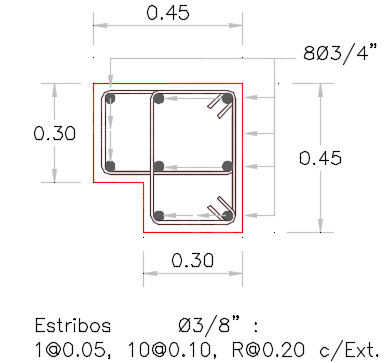 0.45
8Ø3/4”
0.30
0.45
0.30
Estribos Ø3/8” :
1@0.05, 10@0.10, R@0.20 c/Ext.